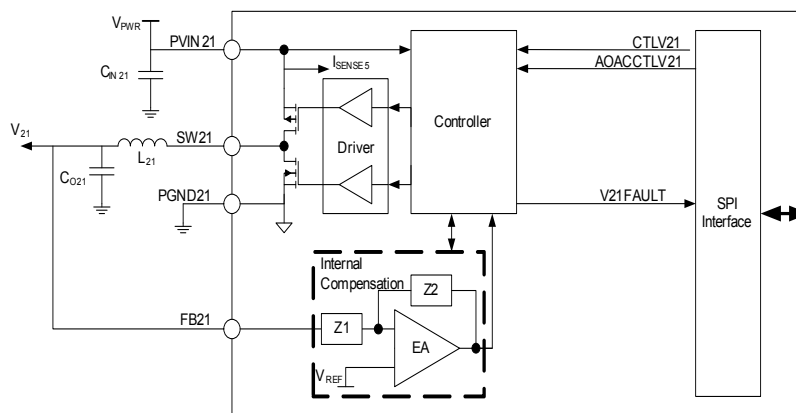 VPWR
PVIN21
CIN21
ISENSE5
CTLV21
AOACCTLV21
V21
SW21
L21
CO21
Driver
Controller
PGND21
V21FAULT
SPI
Interface
Internal
Compensation
Z2
FB21
Z1
EA
VREF